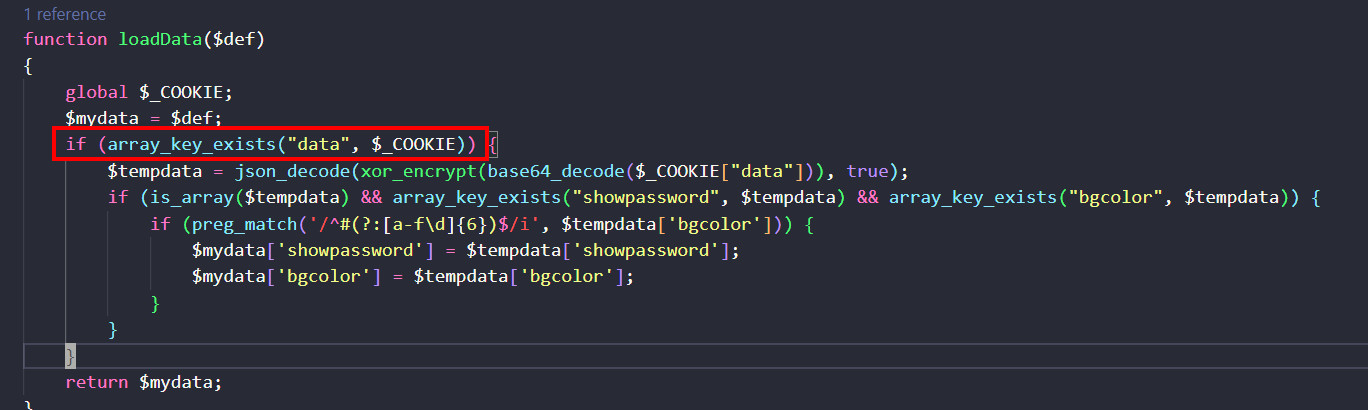 1 reference
function loadData($def)
{
    global $_COOKIE;
    $mydata = $def;
    if (array_key_exists("data", $_COOKIE)) {
        $tempdata = json_decode(xor_encrypt(base64_decode($_COOKIE["data"])), true);
        if (is_array($tempdata) && array_key_exists("showpassword", $tempdata) && array_key_exists("bgcolor", $tempdata)) {
            if (preg_match('/^#(?:[a-f\d]{6})$/i', $tempdata['bgcolor'])) {
                $mydata['showpassword'] = $tempdata['showpassword'];
                $mydata['bgcolor'] = $tempdata['bgcolor'];
            }
        }
    }
    return $mydata;
}